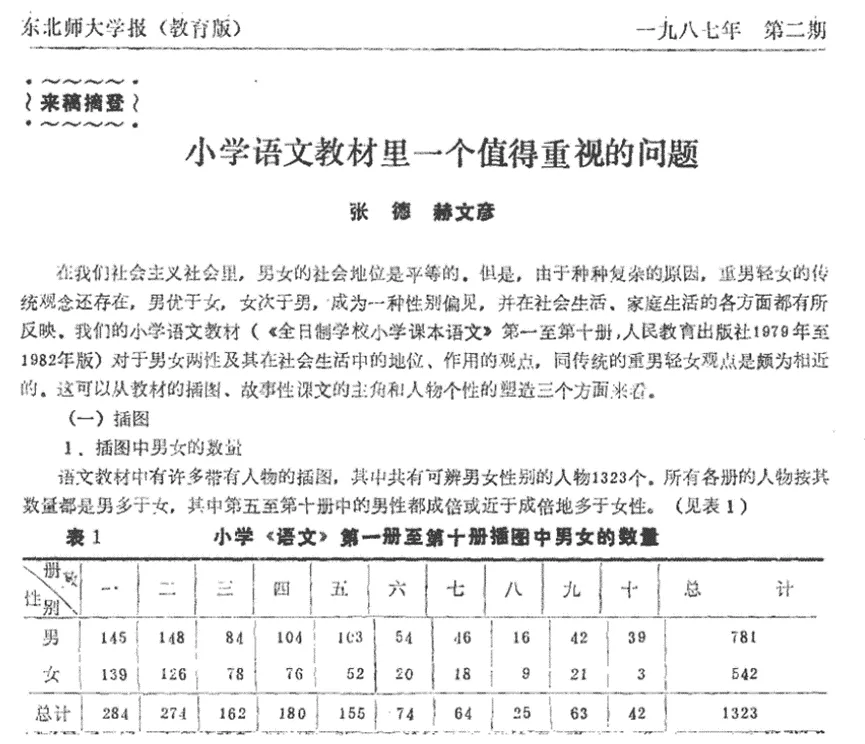 东北师大学报（教育版） 一九八七年 第二期
来稿摘登
小学语文教材里一个值得重视的问题
张 德 赫文彦
在我们社会主义社会里，男女的社会地位是平等的。但是，由于种种复杂的原因，重男轻女的传
统观念还存在，男优于女，女次于男，成为一种性别偏见，并在社会生活、家庭生活的各方面都有所
反映。我们的小学语文教材（《全日制学校小学课本语文》第一至第十册，人民教育出版社1979年至
1982年版）对于男女两性及其在社会生活中的地位、作用的观点，同传统的重男轻女观点是颇为相近
的。这可以从教材的插图、故事性课文的主角和人物个性的塑造三个方面来看。
（一）插图
1．插图中男女的数量
语文教材中有许多带有人物的插图，其中共有可辨男女性别的人物1323个。所有各册的人物按其
数量都是男多于女，其中第五至第十册中的男性都成倍或近于成倍地多于女性。（见表1）
表1 小学《语文》第一册至第十册插图中男女的数量
册数 性别 一 二 三 四 五 六 七 八 九 十 总计
男 145 148 84 104 103 54 46 16 42 39 781
女 139 126 78 76 52 20 18 9 21 3 542
总计 284 274 162 180 155 74 64 25 63 42 1323